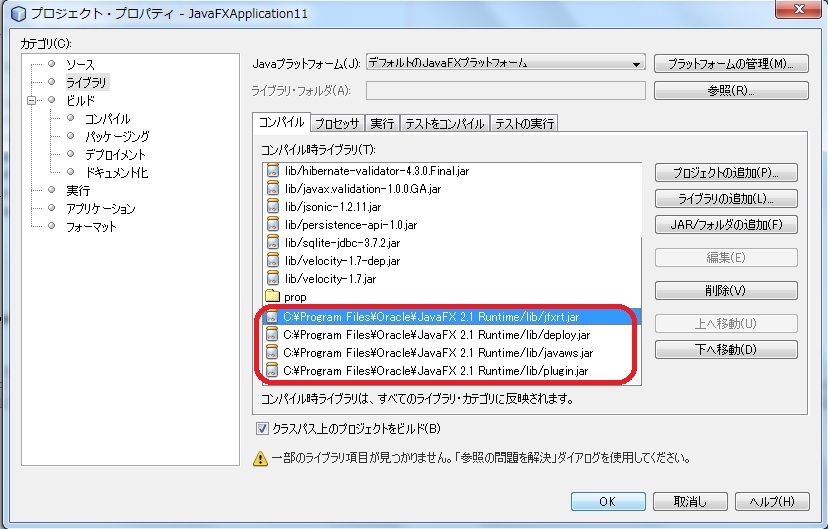 プロジェクト・プロパティ - JavaFXApplication11
カテゴリ(C):
ソース
ライブラリ
ビルド
コンパイル
パッケージング
デプロイメント
ドキュメント化
実行
アプリケーション
フォーマット
Javaプラットフォーム(J): デフォルトのJavaFXプラットフォーム プラットフォームの管理(M)...
ライブラリ・フォルダ(A): 参照(R)...
コンパイル プロセッサ 実行 テストをコンパイル テストの実行
コンパイル時ライブラリ(T):
lib/hibernate-validator-4.3.0.Final.jar
lib/javax.validation-1.0.0.GA.jar
lib/jsonic-1.2.11.jar
lib/persistence-api-1.0.jar
lib/sqlite-jdbc-3.7.2.jar
lib/velocity-1.7-dep.jar
lib/velocity-1.7.jar
prop
C:¥Program Files¥Oracle¥JavaFX 2.1 Runtime/lib/jfxrt.jar
C:¥Program Files¥Oracle¥JavaFX 2.1 Runtime/lib/deploy.jar
C:¥Program Files¥Oracle¥JavaFX 2.1 Runtime/lib/javaws.jar
C:¥Program Files¥Oracle¥JavaFX 2.1 Runtime/lib/plugin.jar
プロジェクトの追加(P)...
ライブラリの追加(L)...
JAR/フォルダの追加(F)
編集(E)
削除(V)
上へ移動(U)
下へ移動(D)
コンパイル時ライブラリは、すべてのライブラリ・カテゴリに反映されます。
クラスパス上のプロジェクトをビルド(B)
一部のライブラリ項目が見つかりません。「参照の問題を解決」ダイアログを使用してください。
OK 取消し ヘルプ(H)